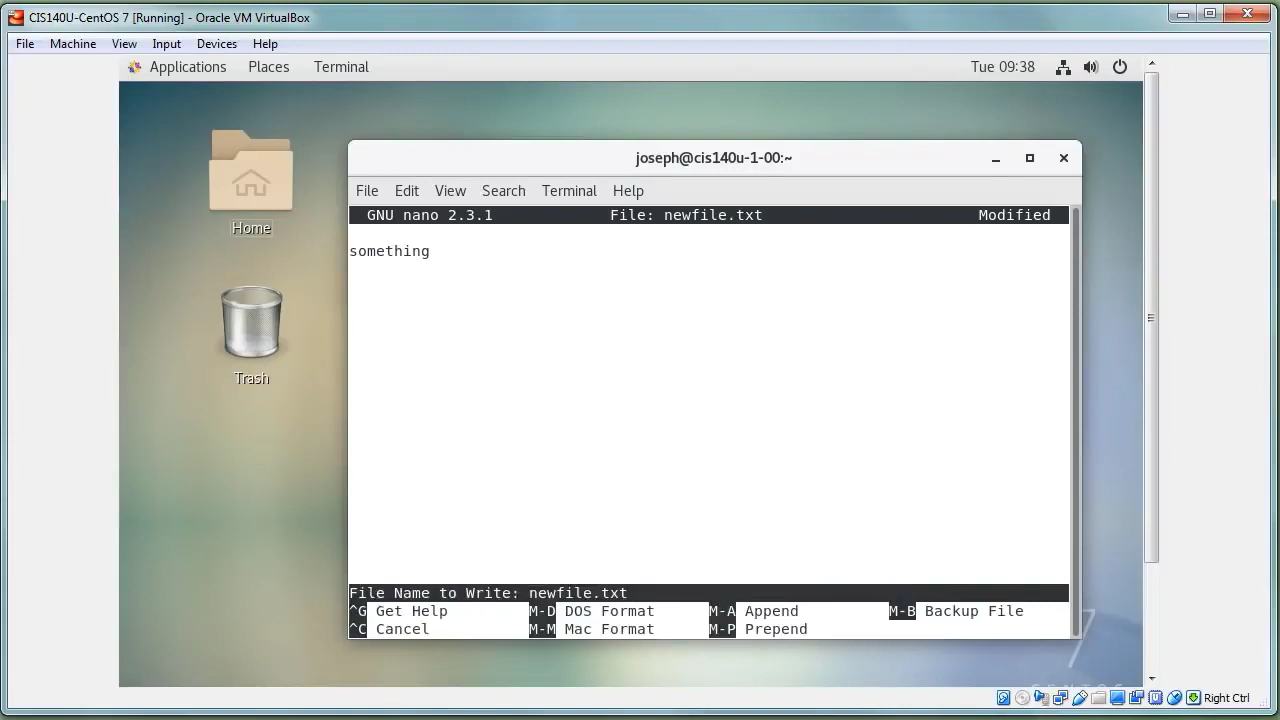 CIS140U-CentOS 7 [Running] - Oracle VM VirtualBox
File Machine View Input Devices Help
Applications Places Terminal Tue 09:38
joseph@cis140u-1-00:~
File Edit View Search Terminal Help
GNU nano 2.3.1 File: newfile.txt Modified
something
Home
Trash
File Name to Write: newfile.txt
^G Get Help M-D DOS Format M-A Append M-B Backup File
^C Cancel M-M Mac Format M-P Prepend
7
Right Ctrl